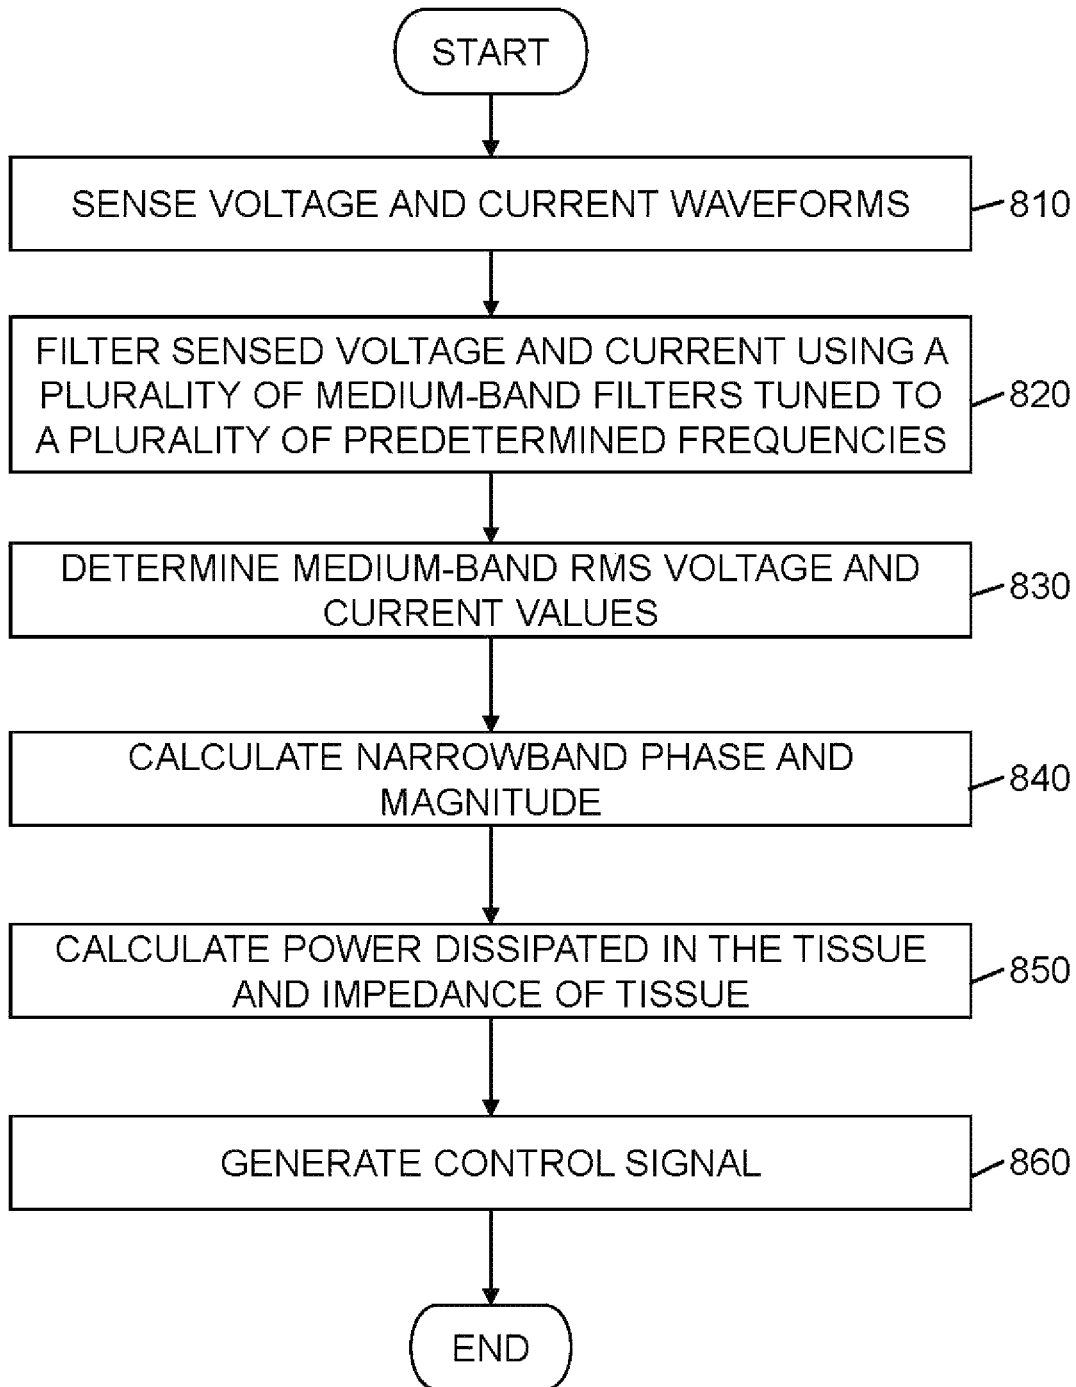 START
SENSE VOLTAGE AND CURRENT WAVEFORMS
810
FILTER SENSED VOLTAGE AND CURRENT USING A
PLURALITY OF MEDIUM-BAND FILTERS TUNED TO
A PLURALITY OF PREDETERMINED FREQUENCIES
820
DETERMINE MEDIUM-BAND RMS VOLTAGE AND
CURRENT VALUES
830
CALCULATE NARROWBAND PHASE AND
MAGNITUDE
840
CALCULATE POWER DISSIPATED IN THE TISSUE
AND IMPEDANCE OF TISSUE
850
GENERATE CONTROL SIGNAL
860
END